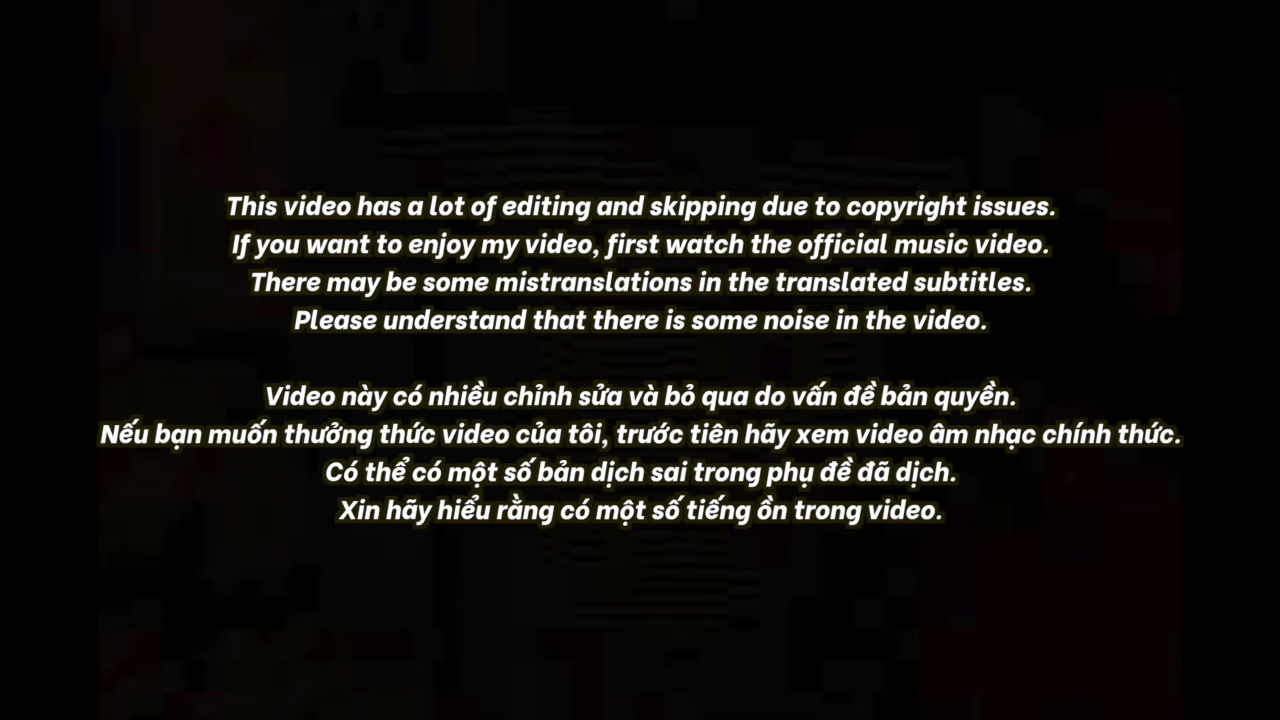 This video has a lot of editing and skipping due to copyright issues.
If you want to enjoy my video, first watch the official music video.
There may be some mistranslations in the translated subtitles.
Please understand that there is some noise in the video.
Video này có nhiều chỉnh sửa và bỏ qua do vấn đề bản quyền.
Nếu bạn muốn thưởng thức video của tôi, trước tiên hãy xem video âm nhạc chính thức.
Có thể có một số bản dịch sai trong phụ đề đã dịch.
Xin hãy hiểu rằng có một số tiếng ồn trong video.